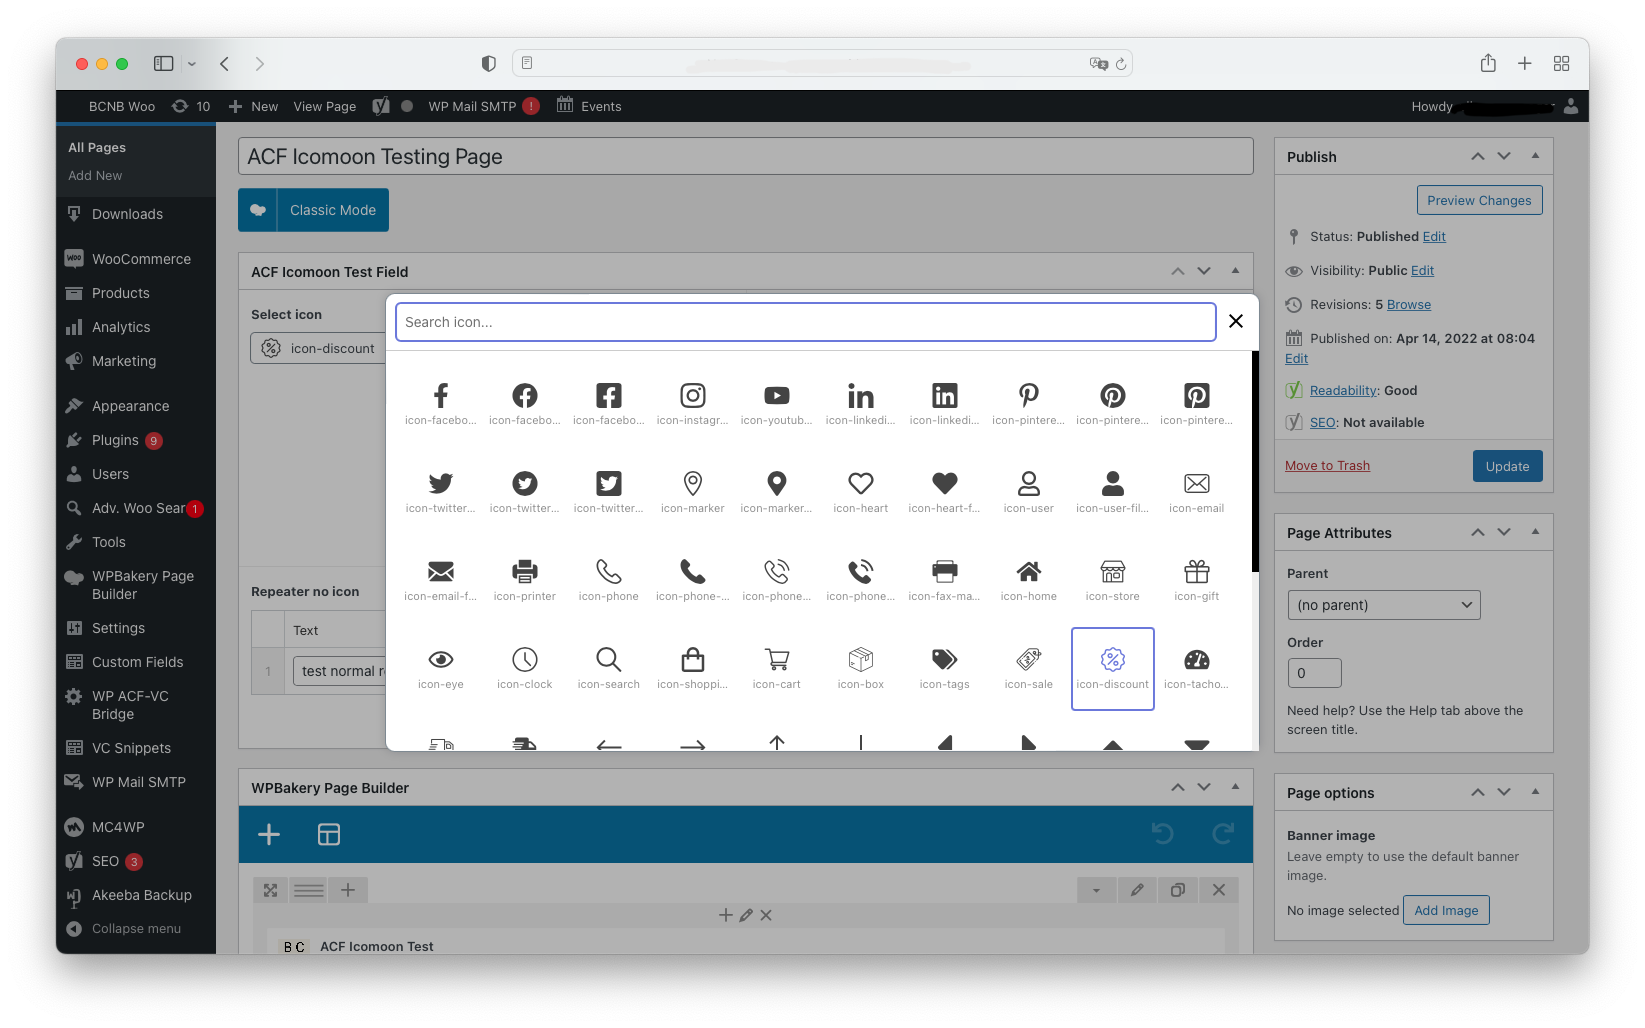 BCNB Woo
10
New
View Page
WP Mail SMTP
!
Events
Howdy
All Pages
Add New
Downloads
WOO
WooCommerce
Products
Analytics
Marketing
Appearance
Plugins 9
Users
Adv. Woo Sear 1
Tools
WPBakery Page
Builder
Settings
Custom Fields
WP ACF-VC
Bridge
VC Snippets
WP Mail SMTP
MC4WP
SEO 3
Akeeba Backup
Collapse menu
ACF Icomoon Testing Page
Classic Mode
ACF Icomoon Test Field
Select icon
icon-discount
Search icon...
icon-facebo... icon-facebo... icon-facebo... icon-instagr... icon-youtub... icon-linkedi... icon-linkedi... icon-pintere... icon-pintere... icon-pintere...
icon-twitter... icon-twitter... icon-twitter... icon-marker icon-marker... icon-heart icon-heart-f... icon-user icon-user-fil... icon-email
icon-email-f... icon-printer icon-phone icon-phone-... icon-phone... icon-phone... icon-fax-ma... icon-home icon-store icon-gift
icon-eye icon-clock icon-search icon-shoppi... icon-cart icon-box icon-tags icon-sale icon-discount icon-tacho...
Repeater no icon
Text
1
test normal r
WPBakery Page Builder
B C
ACF Icomoon Test
Publish
Preview Changes
Status: Published Edit
Visibility: Public Edit
Revisions: 5 Browse
Published on: Apr 14, 2022 at 08:04
Edit
Readability: Good
SEO: Not available
Move to Trash
Update
Page Attributes
Parent
(no parent)
Order
0
Need help? Use the Help tab above the
screen title.
Page options
Banner image
Leave empty to use the default banner
image.
No image selected
Add Image